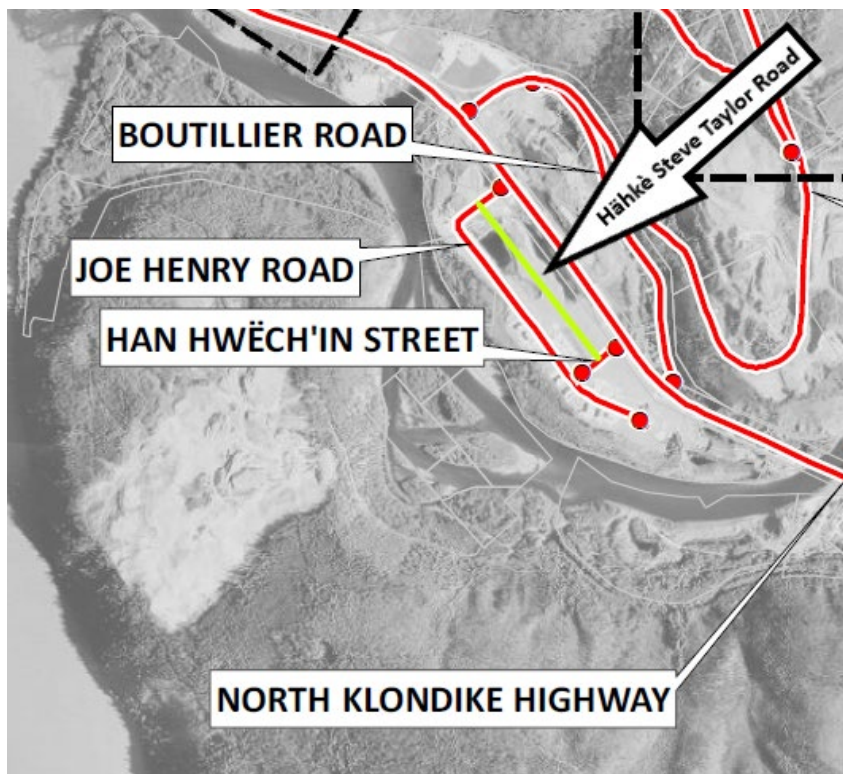 BOUTILLIER ROAD
Hähkè Steve Taylor Road
JOE HENRY ROAD
HAN HWËCH'IN STREET
NORTH KLONDIKE HIGHWAY